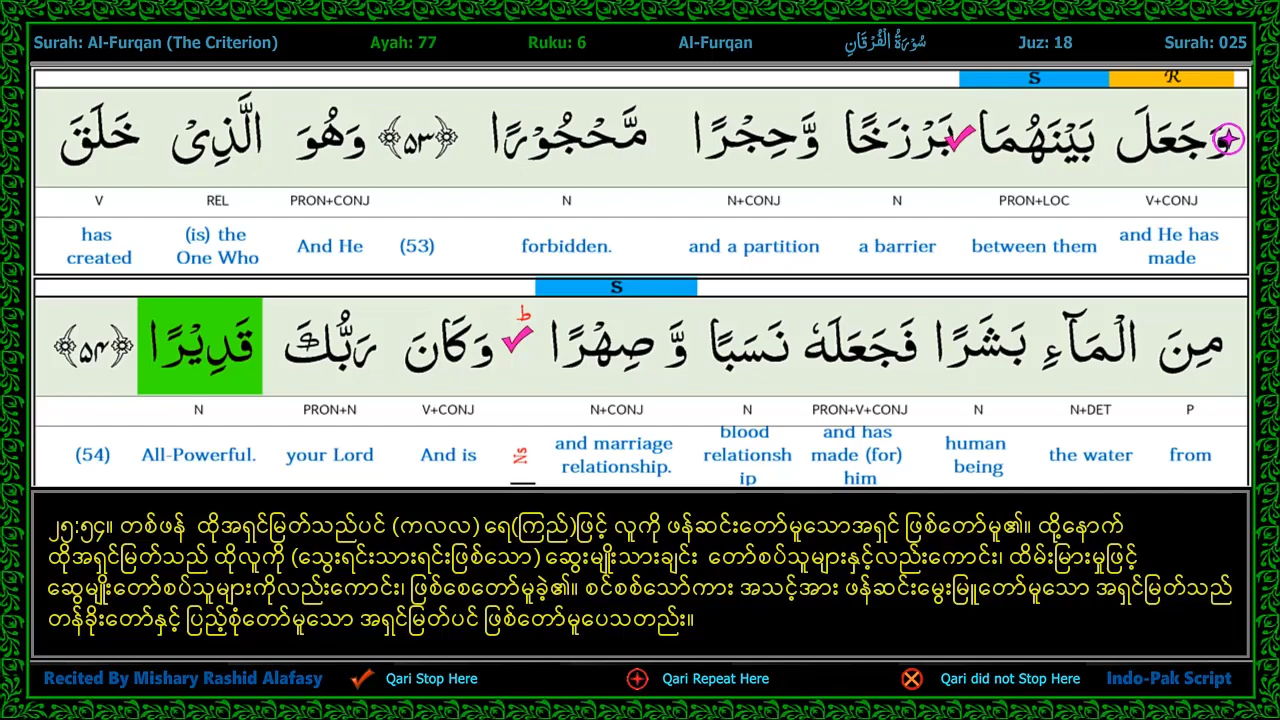 Surah: Al-Furqan (The Criterion) Ayah: 77 Ruku: 6 Al-Furqan سُوْرَةُ الْفُرْقَانِ Juz: 18 Surah: 025
S R
وَجَعَلَ بَيْنَهُمَا بَرْزَخًا وَّحِجْرًا مَّحْجُوْرًا ﴿۵۳﴾ وَهُوَ الَّذِيْ خَلَقَ
V REL PRON+CONJ N N+CONJ N PRON+LOC V+CONJ
has created (is) the One Who And He (53) forbidden. and a partition a barrier between them and He has made
S
ط
مِنَ الْمَآءِ بَشَرًا فَجَعَلَهٗ نَسَبًا وَّ صِهْرًا وَكَانَ رَبُّكَ قَدِيْرًا ﴿۵۴﴾
N PRON+N V+CONJ N+CONJ N PRON+V+CONJ N N+DET P
(54) All-Powerful. your Lord And is Ns and marriage relationship. blood relationship and has made (for) him human being the water from
၂၅:၅၄။ တစ်ဖန် ထိုအရှင်မြတ်သည်ပင် (ကလလ) ရေ(ကြည်)ဖြင့် လူကို ဖန်ဆင်းတော်မူသောအရှင် ဖြစ်တော်မူ၏။ ထို့နောက်
ထိုအရှင်မြတ်သည် ထိုလူကို (သွေးရင်းသားရင်းဖြစ်သော) ဆွေးမျိုးသားချင်း တော်စပ်သူများနှင့်လည်းကောင်း၊ ထိမ်းမြားမှုဖြင့်
ဆွေမျိုးတော်စပ်သူများကိုလည်းကောင်း၊ ဖြစ်စေတော်မူခဲ့၏။ စင်စစ်သော်ကား အသင့်အား ဖန်ဆင်းမွေးမြူတော်မူသော အရှင်မြတ်သည်
တန်ခိုးတော်နှင့် ပြည့်စုံတော်မူသော အရှင်မြတ်ပင် ဖြစ်တော်မူပေသတည်း။
Recited By Mishary Rashid Alafasy Qari Stop Here Qari Repeat Here Qari did not Stop Here Indo-Pak Script